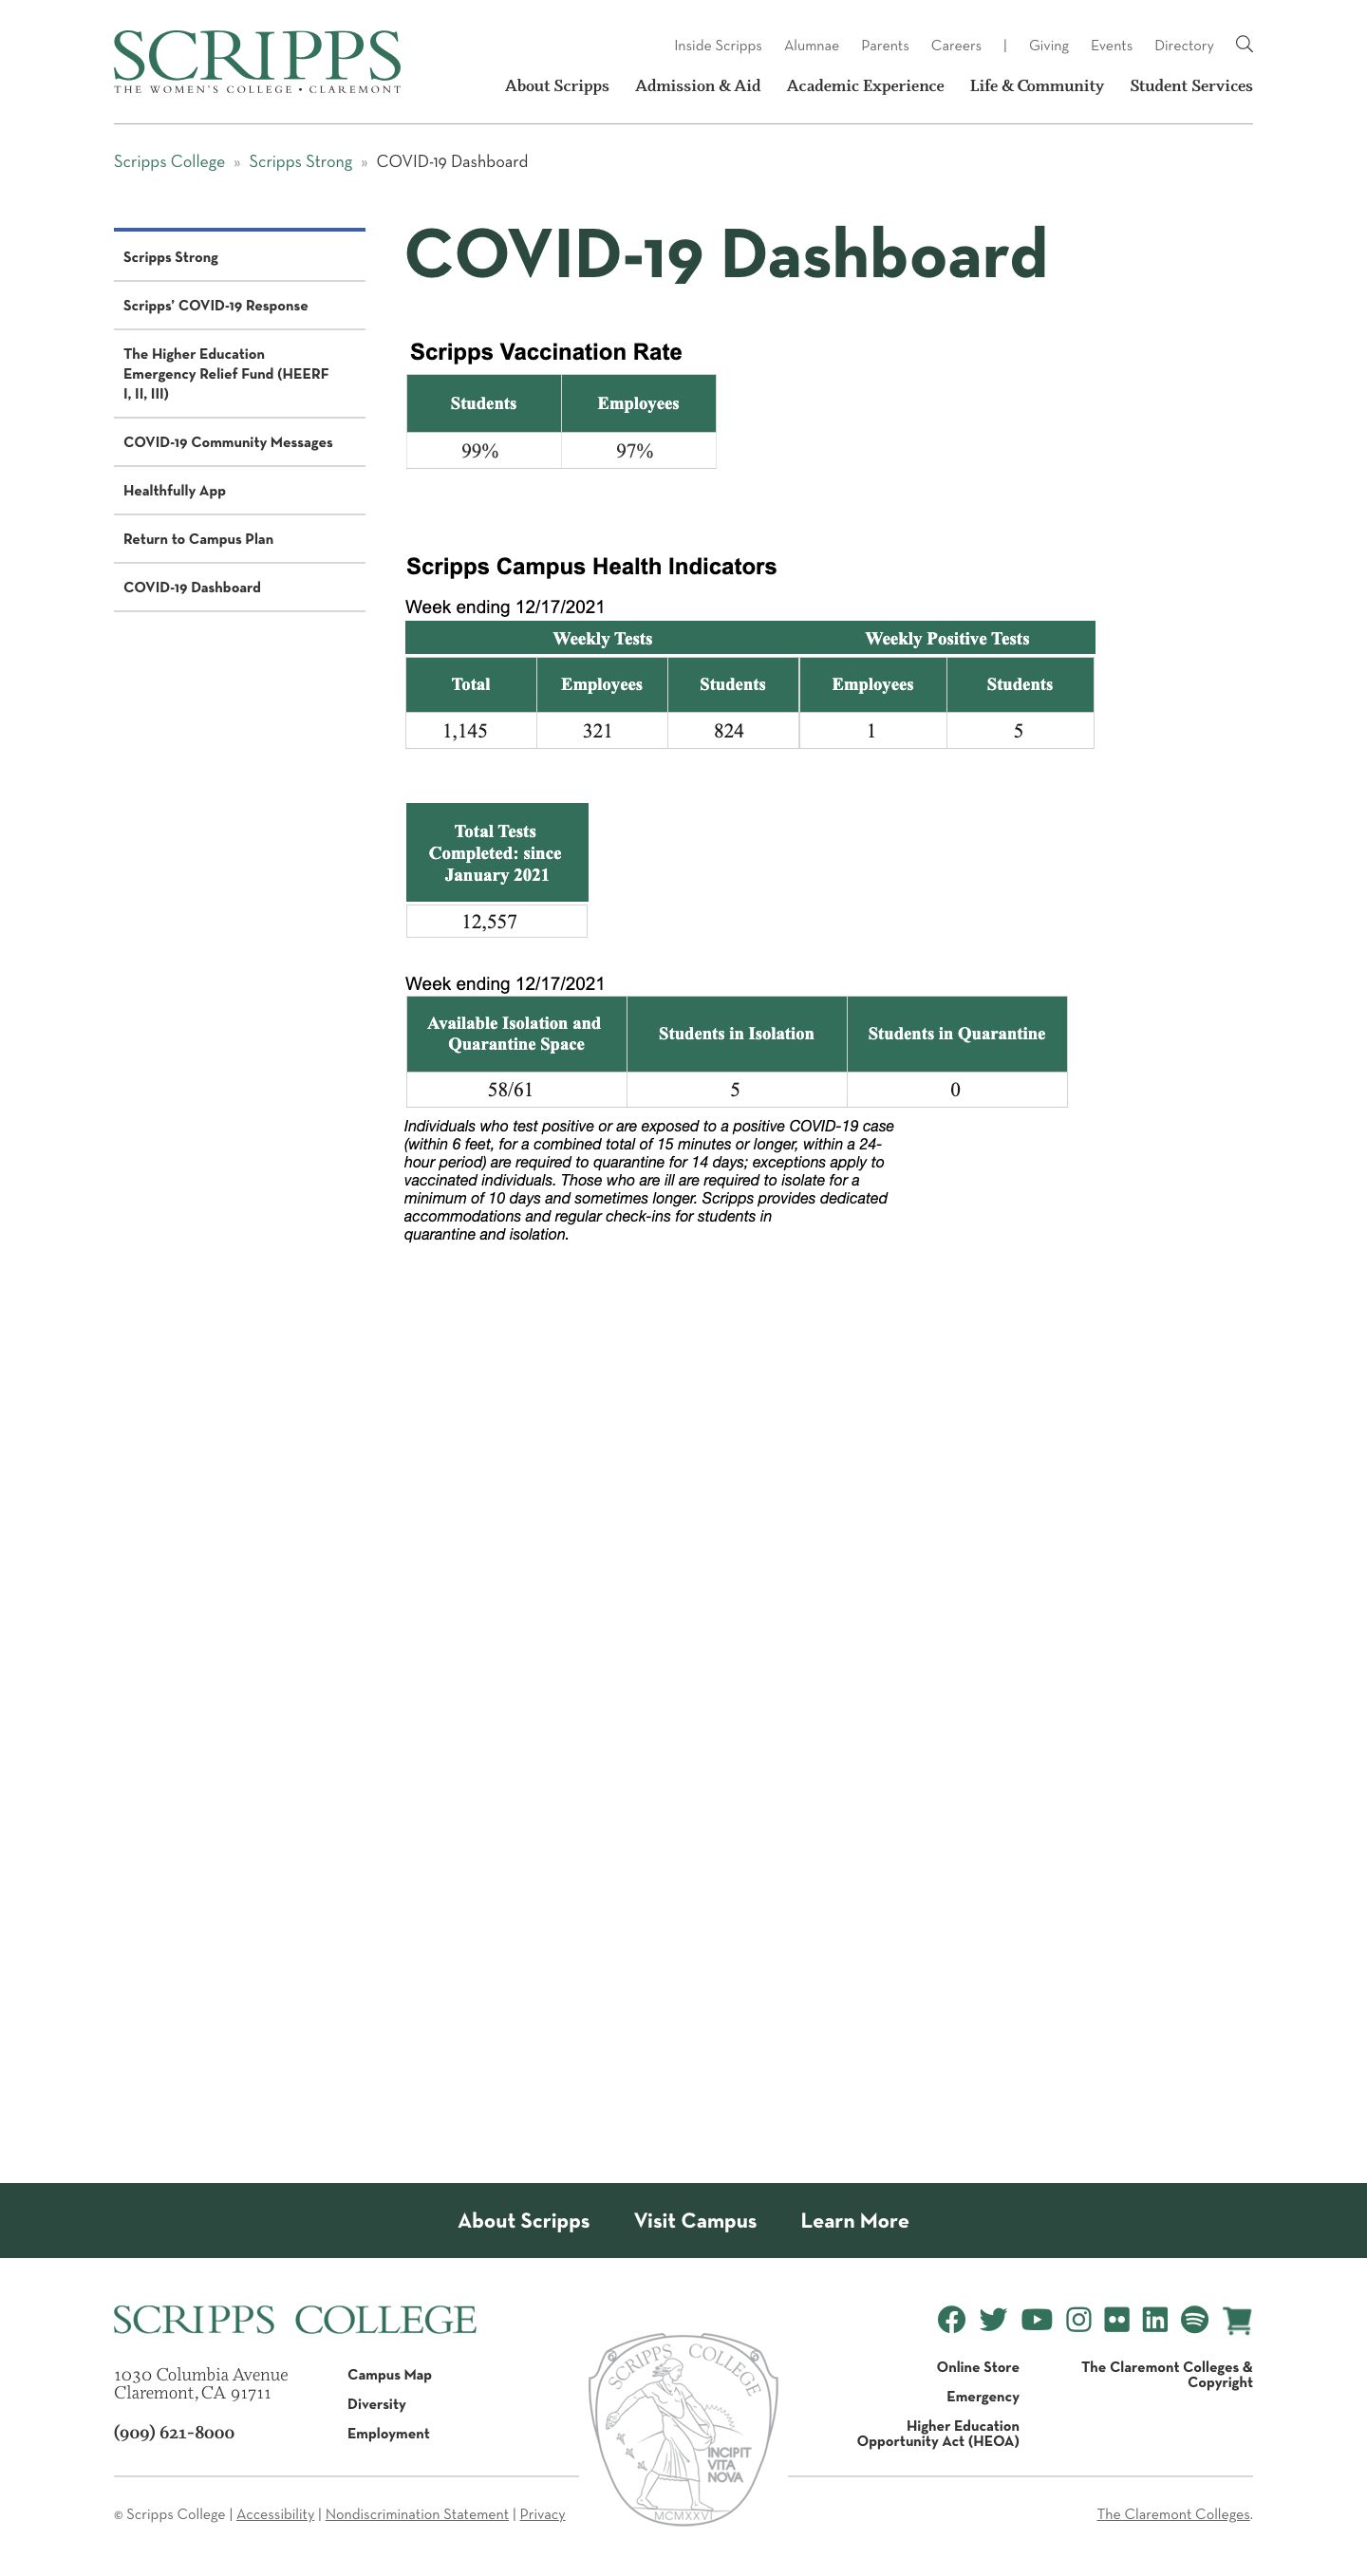 SCRIPPS
THE WOMEN'S COLLEGE • CLAREMONT
Inside Scripps Alumnae Parents Careers | Giving Events Directory
About Scripps Admission & Aid Academic Experience Life & Community Student Services
Scripps College » Scripps Strong » COVID-19 Dashboard
Scripps Strong
Scripps’ COVID-19 Response
The Higher Education
Emergency Relief Fund (HEERF
I, II, III)
COVID-19 Community Messages
Healthfully App
Return to Campus Plan
COVID-19 Dashboard
COVID-19 Dashboard
Scripps Vaccination Rate
Students Employees
99% 97%
Scripps Campus Health Indicators
Week ending 12/17/2021
Weekly Tests Weekly Positive Tests
Total Employees Students Employees Students
1,145 321 824 1 5
Total Tests
Completed: since
January 2021
12,557
Week ending 12/17/2021
Available Isolation and
Quarantine Space
Students in Isolation
Students in Quarantine
58/61 5 0
Individuals who test positive or are exposed to a positive COVID-19 case
(within 6 feet, for a combined total of 15 minutes or longer, within a 24-
hour period) are required to quarantine for 14 days; exceptions apply to
vaccinated individuals. Those who are ill are required to isolate for a
minimum of 10 days and sometimes longer. Scripps provides dedicated
accommodations and regular check-ins for students in
quarantine and isolation.
About Scripps Visit Campus Learn More
SCRIPPS COLLEGE
1030 Columbia Avenue
Claremont, CA 91711
(909) 621-8000
Campus Map
Diversity
Employment
SCRIPPS COLLEGE
INCIPIT
VITA
NOVA
MCMXXVI
Online Store
Emergency
Higher Education
Opportunity Act (HEOA)
The Claremont Colleges &
Copyright
© Scripps College | Accessibility | Nondiscrimination Statement | Privacy
The Claremont Colleges.